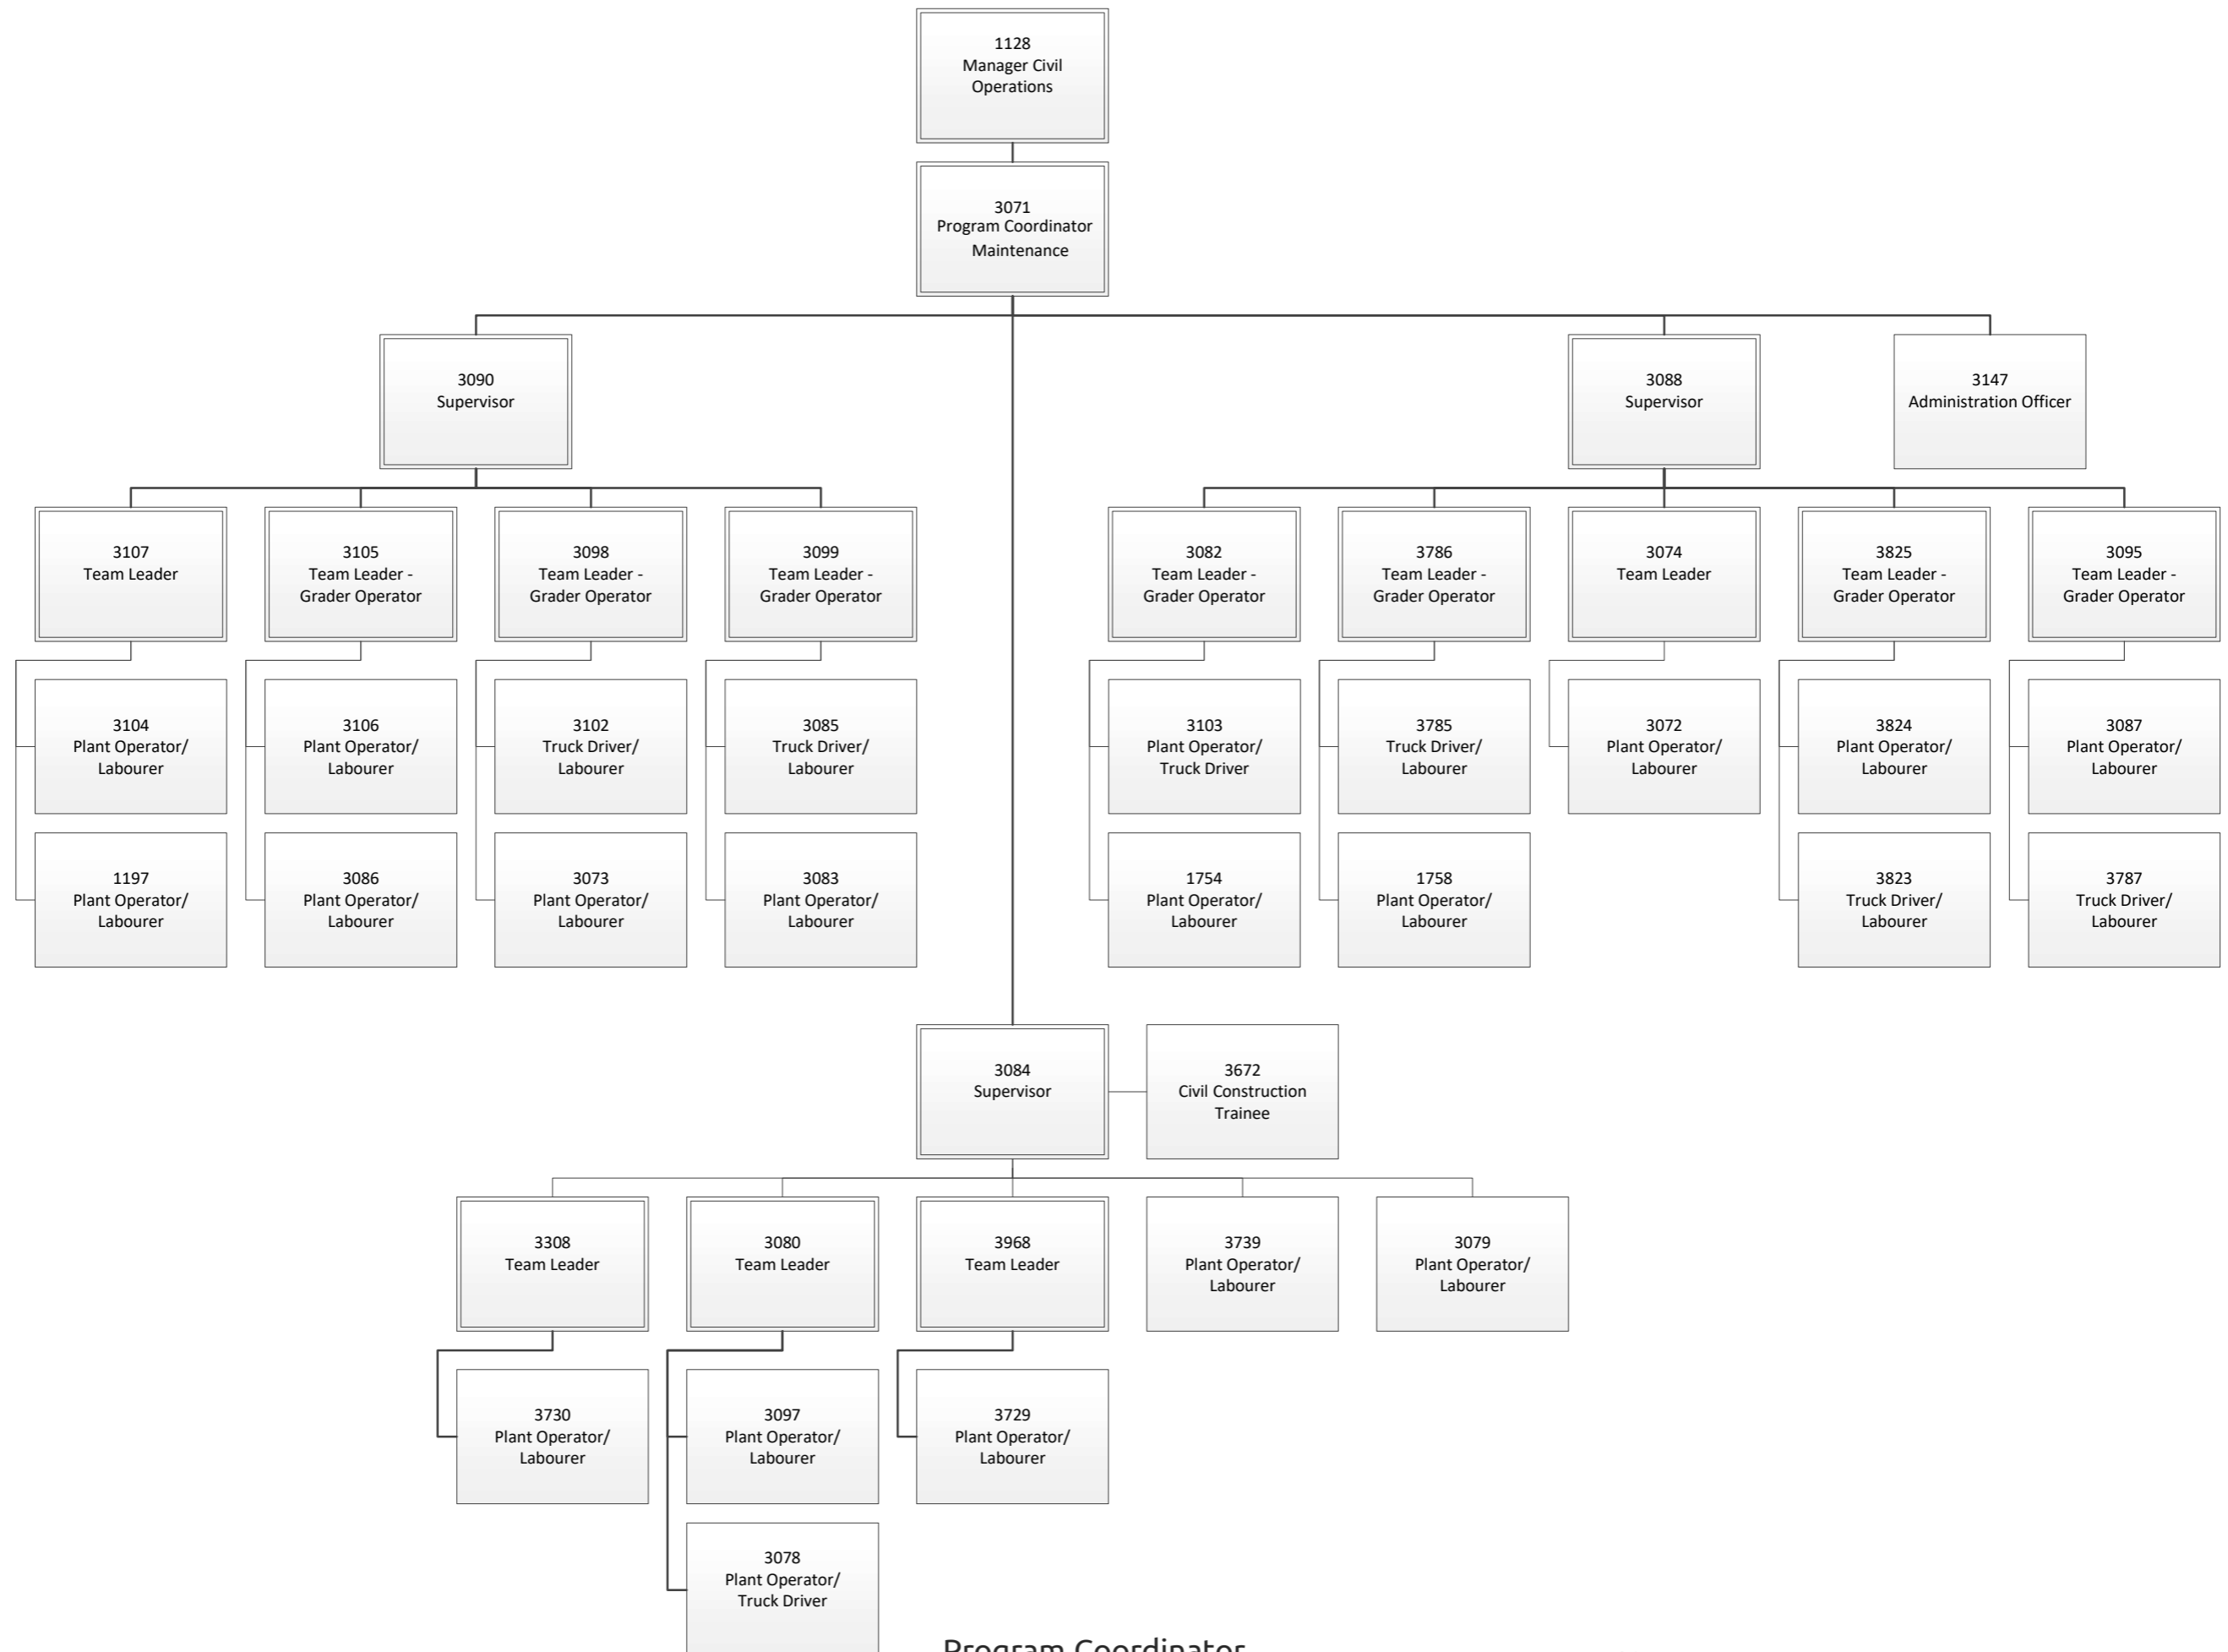 1128
Manager Civil
Operations
3071
Program Coordinator
Maintenance
3090
Supervisor
3088
Supervisor
3147
Administration Officer
3107
Team Leader
3105
Team Leader -
Grader Operator
3098
Team Leader -
Grader Operator
3099
Team Leader -
Grader Operator
3082
Team Leader -
Grader Operator
3786
Team Leader -
Grader Operator
3074
Team Leader
3825
Team Leader -
Grader Operator
3095
Team Leader -
Grader Operator
3104
Plant Operator/
Labourer
3106
Plant Operator/
Labourer
3102
Truck Driver/
Labourer
3085
Truck Driver/
Labourer
3103
Plant Operator/
Truck Driver
3785
Truck Driver/
Labourer
3072
Plant Operator/
Labourer
3824
Plant Operator/
Labourer
3087
Plant Operator/
Labourer
1197
Plant Operator/
Labourer
3086
Plant Operator/
Labourer
3073
Plant Operator/
Labourer
3083
Plant Operator/
Labourer
1754
Plant Operator/
Labourer
1758
Plant Operator/
Labourer
3823
Truck Driver/
Labourer
3787
Truck Driver/
Labourer
3084
Supervisor
3672
Civil Construction
Trainee
3308
Team Leader
3080
Team Leader
3968
Team Leader
3739
Plant Operator/
Labourer
3079
Plant Operator/
Labourer
3730
Plant Operator/
Labourer
3097
Plant Operator/
Labourer
3729
Plant Operator/
Labourer
3078
Plant Operator/
Truck Driver
Program Coordinator